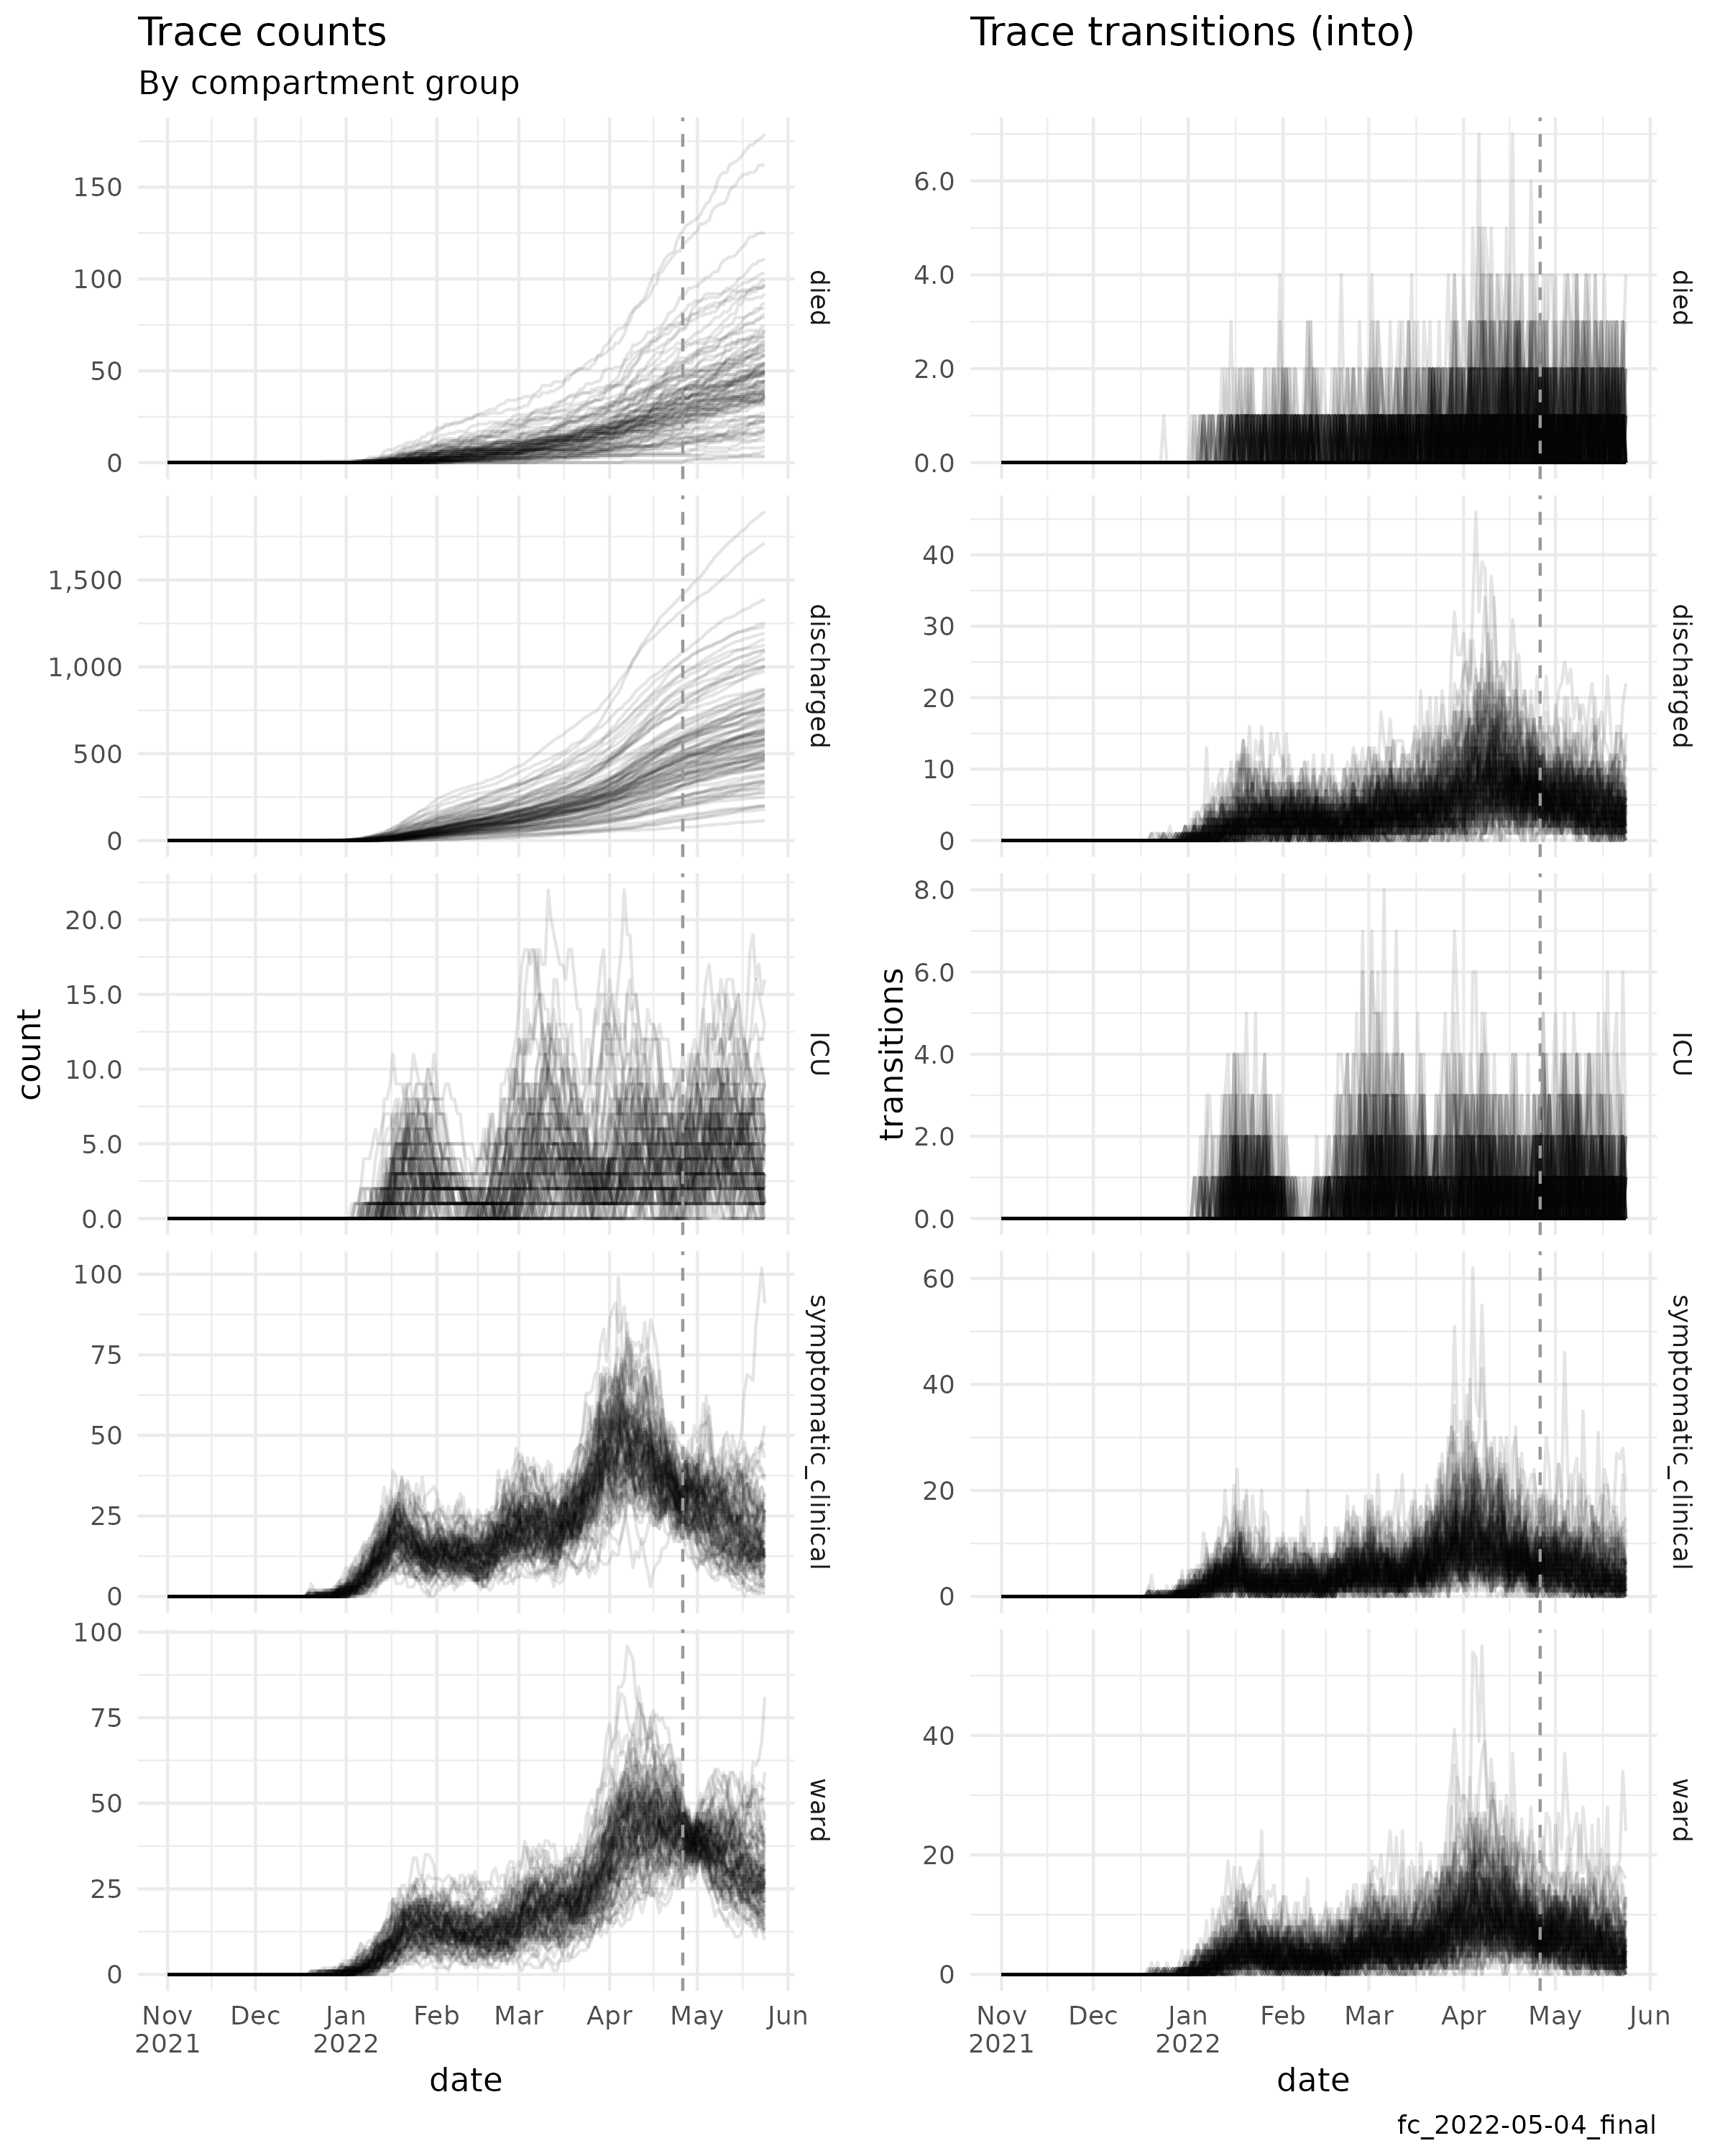 Trace counts
By compartment group
Trace transitions (into)
count
150
100
50
0
died
1,500
1,000
500
0
discharged
20.0
15.0
10.0
5.0
0.0
ICU
100
75
50
25
0
symptomatic_clinical
100
75
50
25
0
ward
Nov Dec Jan Feb Mar Apr May Jun
2021 2022
date
transitions
6.0
4.0
2.0
0.0
died
40
30
20
10
0
discharged
8.0
6.0
4.0
2.0
0.0
ICU
60
40
20
0
symptomatic_clinical
40
20
0
ward
Nov Dec Jan Feb Mar Apr May Jun
2021 2022
date
fc_2022-05-04_final